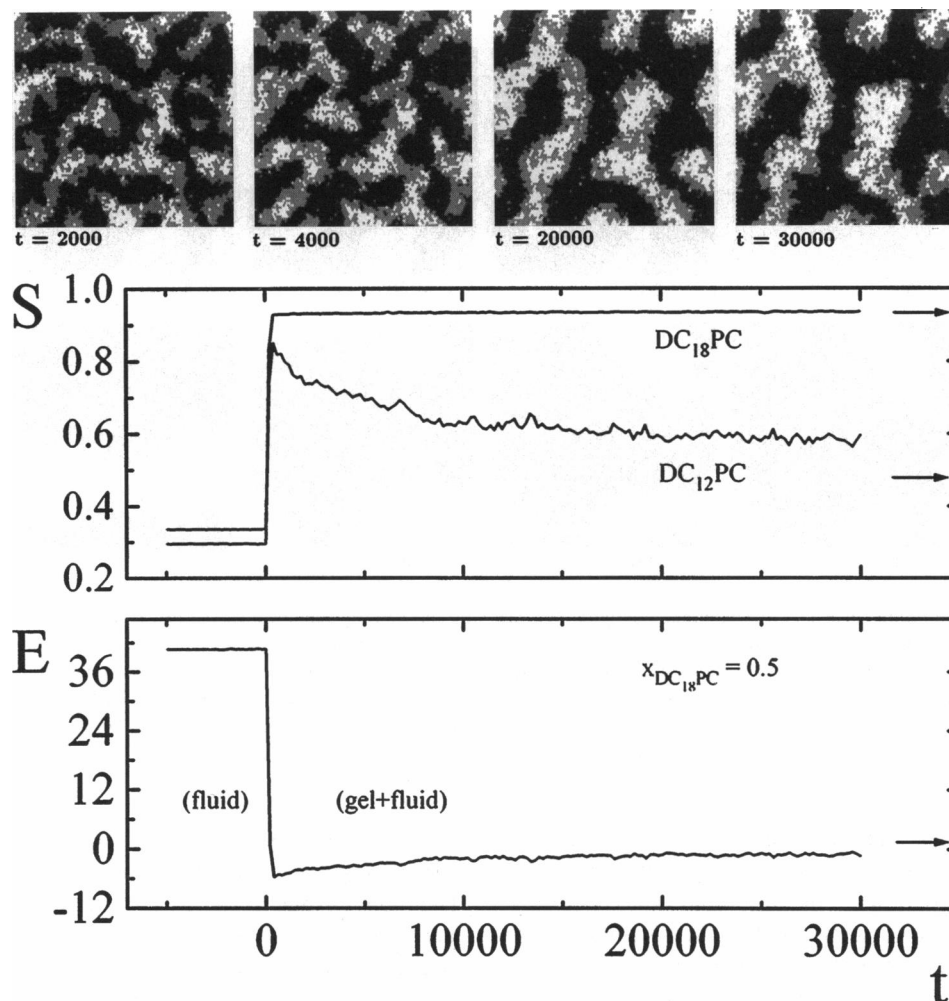 t = 2000 t = 4000 t = 20000 t = 30000
S
1.0
0.8
0.6
0.4
0.2
DC₁₈PC
DC₁₂PC
E
36
24
12
0
-12
x_DC₁₈PC = 0.5
(fluid) (gel+fluid)
0 10000 20000 30000
t